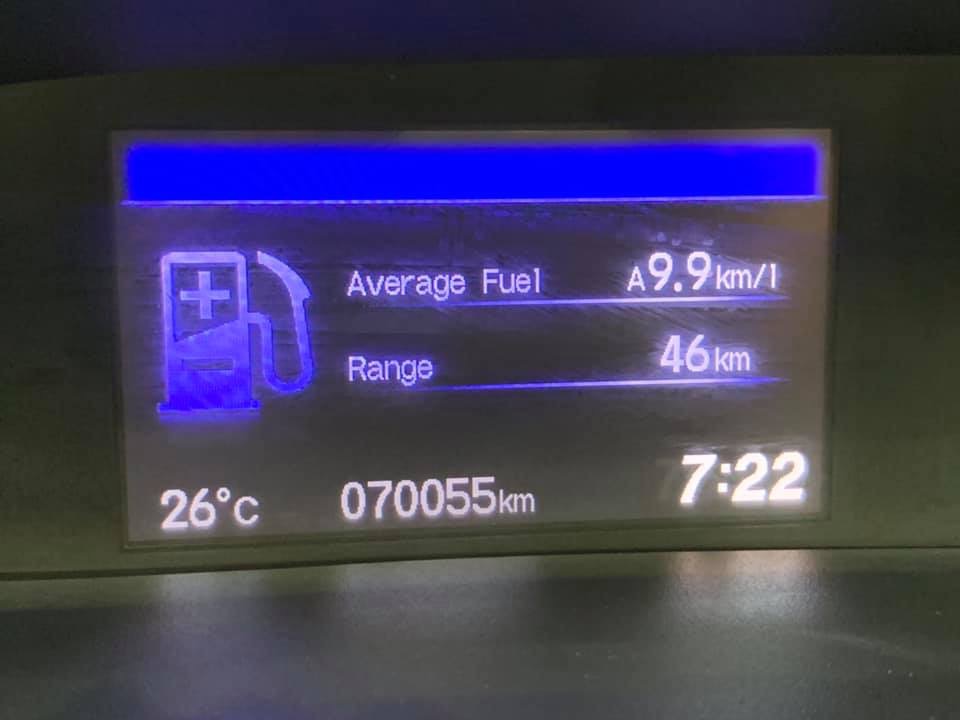 Average Fuel A9.9km/l
Range 46km
26°C 070055km 7:22